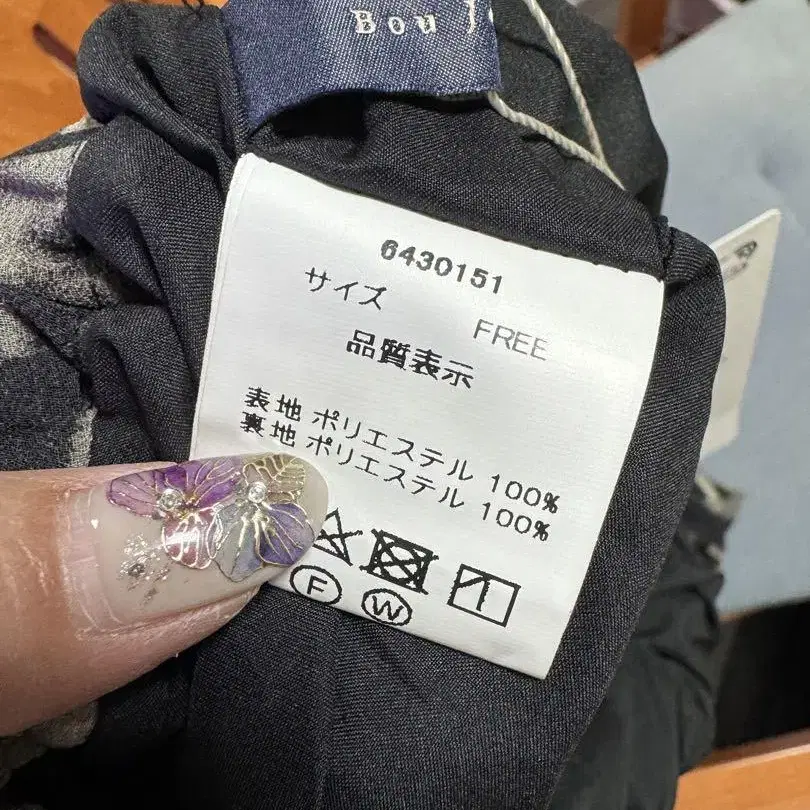 Bou Je
6430151
サイズ FREE
品質表示
表地 ポリエステル 100%
裏地 ポリエステル 100%
F W